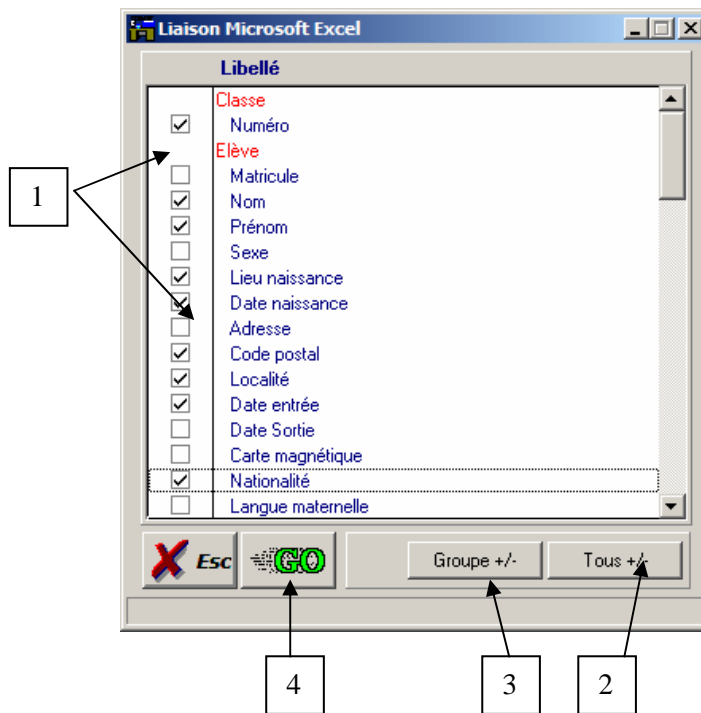 Liaison Microsoft Excel
Libellé
Classe
Numéro
Elève
Matricule
Nom
Prénom
Sexe
Lieu naissance
Date naissance
Adresse
Code postal
Localité
Date entrée
Date Sortie
Carte magnétique
Nationalité
Langue maternelle
Esc GO Groupe +/- Tous +/-
1
4 3 2